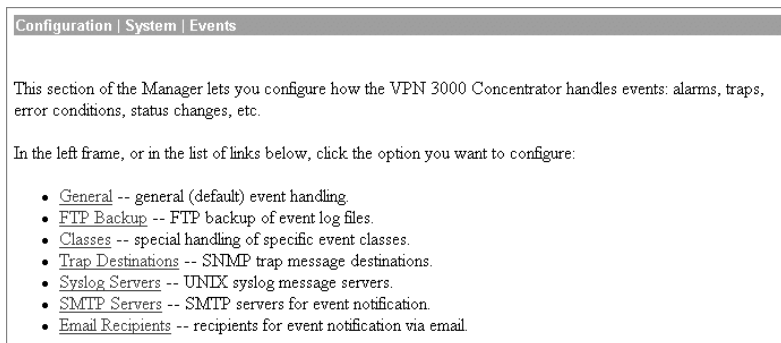 Configuration | System | Events
This section of the Manager lets you configure how the VPN 3000 Concentrator handles events: alarms, traps,
error conditions, status changes, etc.
In the left frame, or in the list of links below, click the option you want to configure:
• General -- general (default) event handling.
• FTP Backup -- FTP backup of event log files.
• Classes -- special handling of specific event classes.
• Trap Destinations -- SNMP trap message destinations.
• Syslog Servers -- UNIX syslog message servers.
• SMTP Servers -- SMTP servers for event notification.
• Email Recipients -- recipients for event notification via email.